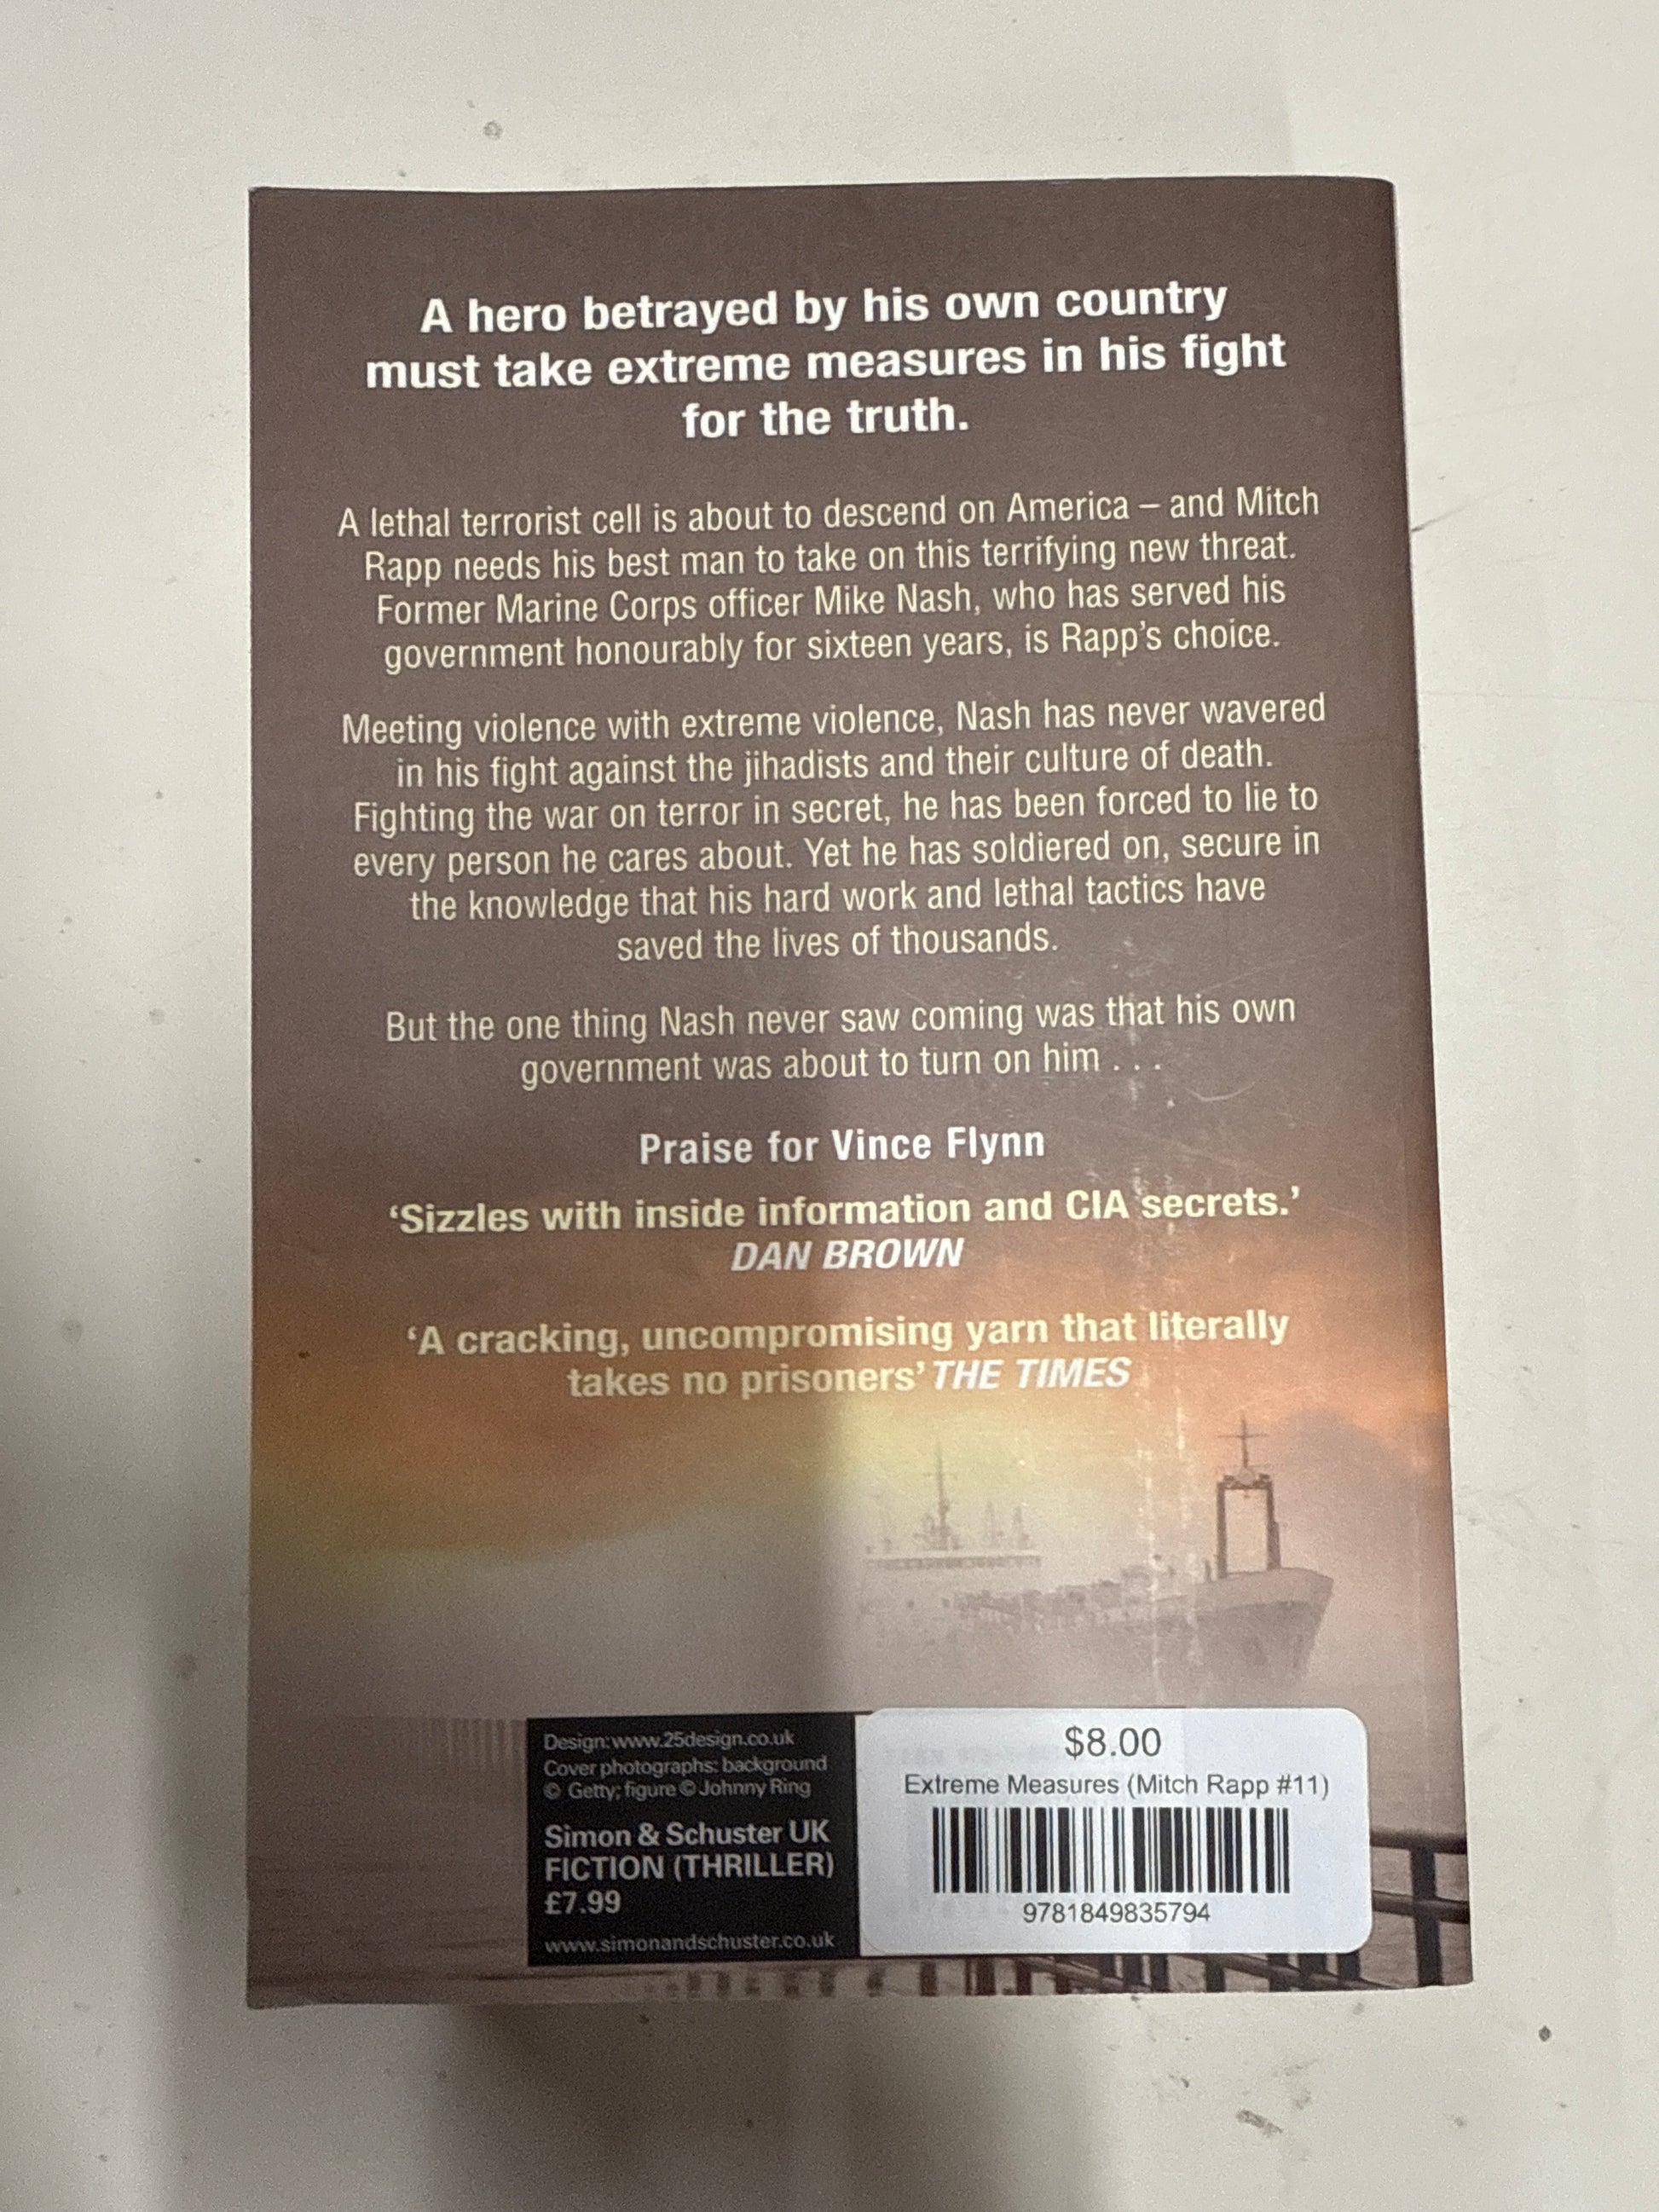 A hero betrayed by his own country
must take extreme measures in his fight
for the truth.
A lethal terrorist cell is about to descend on America – and Mitch
Rapp needs his best man to take on this terrifying new threat.
Former Marine Corps officer Mike Nash, who has served his
government honourably for sixteen years, is Rapp's choice.
Meeting violence with extreme violence, Nash has never wavered
in his fight against the jihadists and their culture of death.
Fighting the war on terror in secret, he has been forced to lie to
every person he cares about. Yet he has soldiered on, secure in
the knowledge that his hard work and lethal tactics have
saved the lives of thousands.
But the one thing Nash never saw coming was that his own
government was about to turn on him . . .
Praise for Vince Flynn
‘Sizzles with inside information and CIA secrets.’
DAN BROWN
‘A cracking, uncompromising yarn that literally
takes no prisoners’ THE TIMES
Design: www.25design.co.uk
Cover photographs: background
© Getty; figure © Johnny Ring
Simon & Schuster UK
FICTION (THRILLER)
£7.99
www.simonandschuster.co.uk
$8.00
Extreme Measures (Mitch Rapp #11)
9781849835794